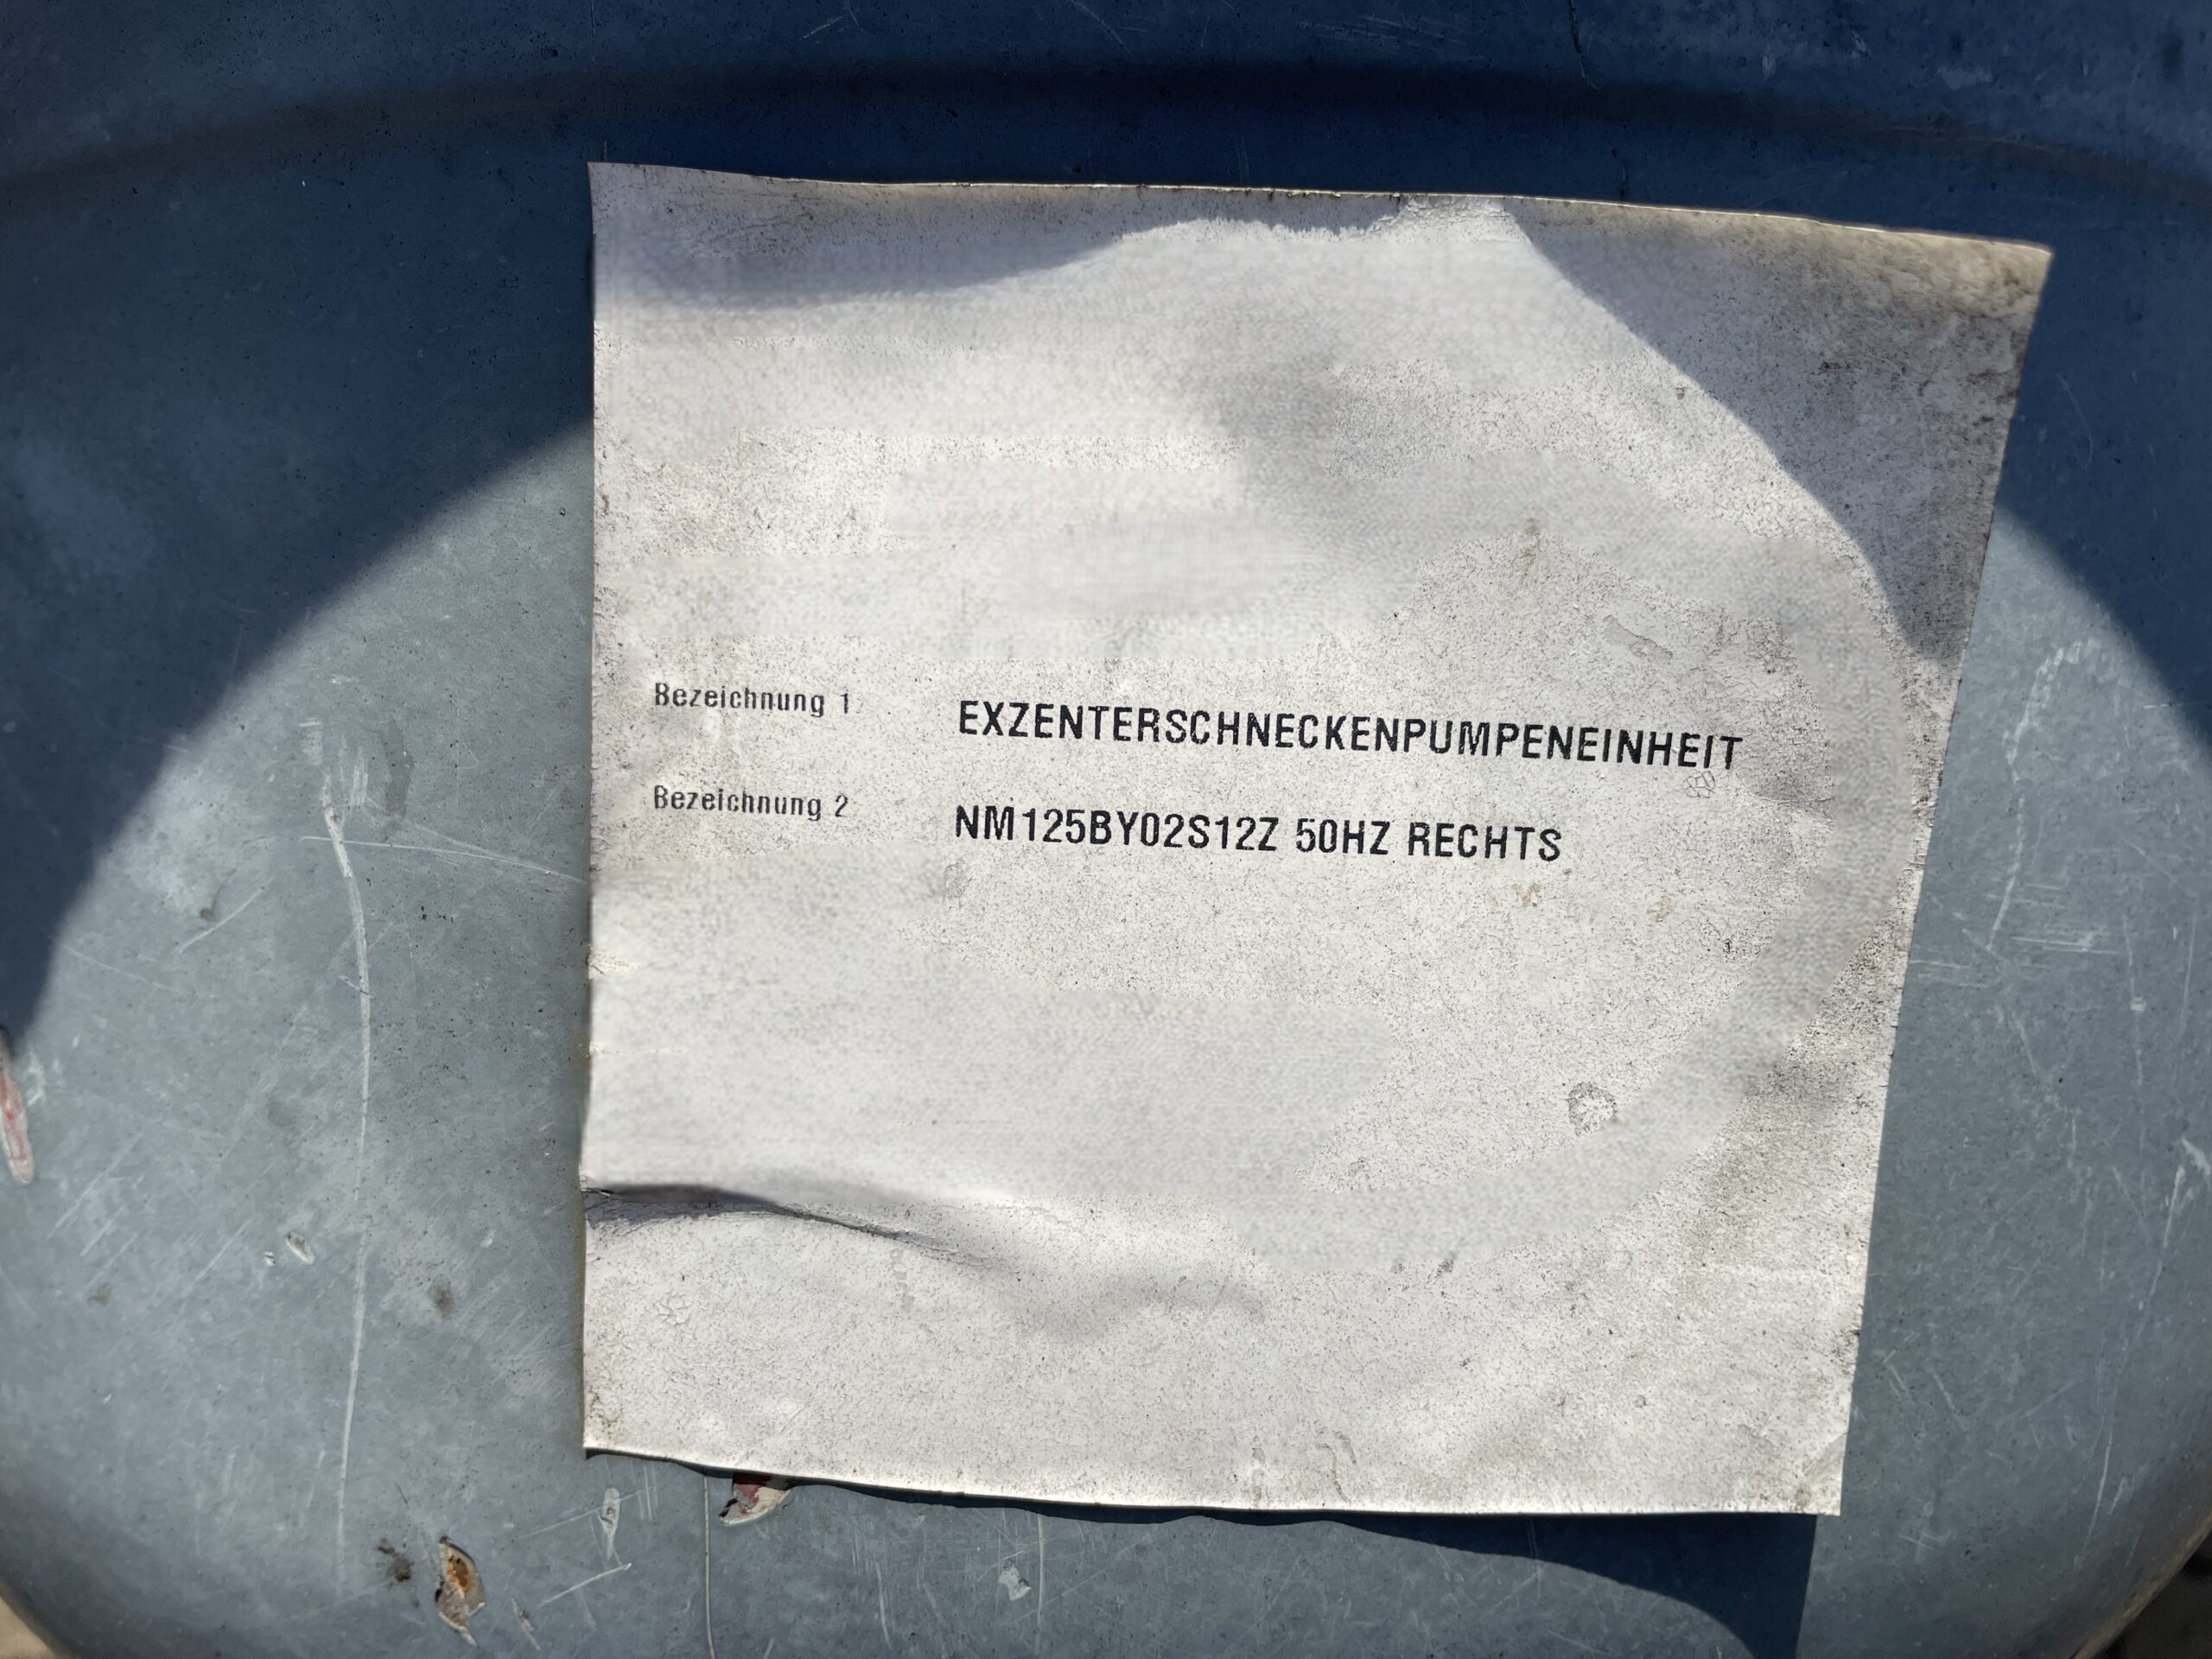 Bezeichnung 1 EXZENTERSCHNECKENPUMPENEINHEIT
Bezeichnung 2 NM125BY02S12Z 50HZ RECHTS